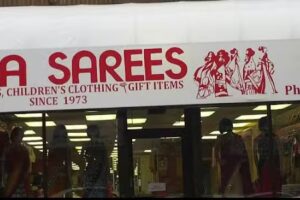 A SAREES
, CHILDREN'S CLOTHING GIFT ITEMS
SINCE 1973
Ph